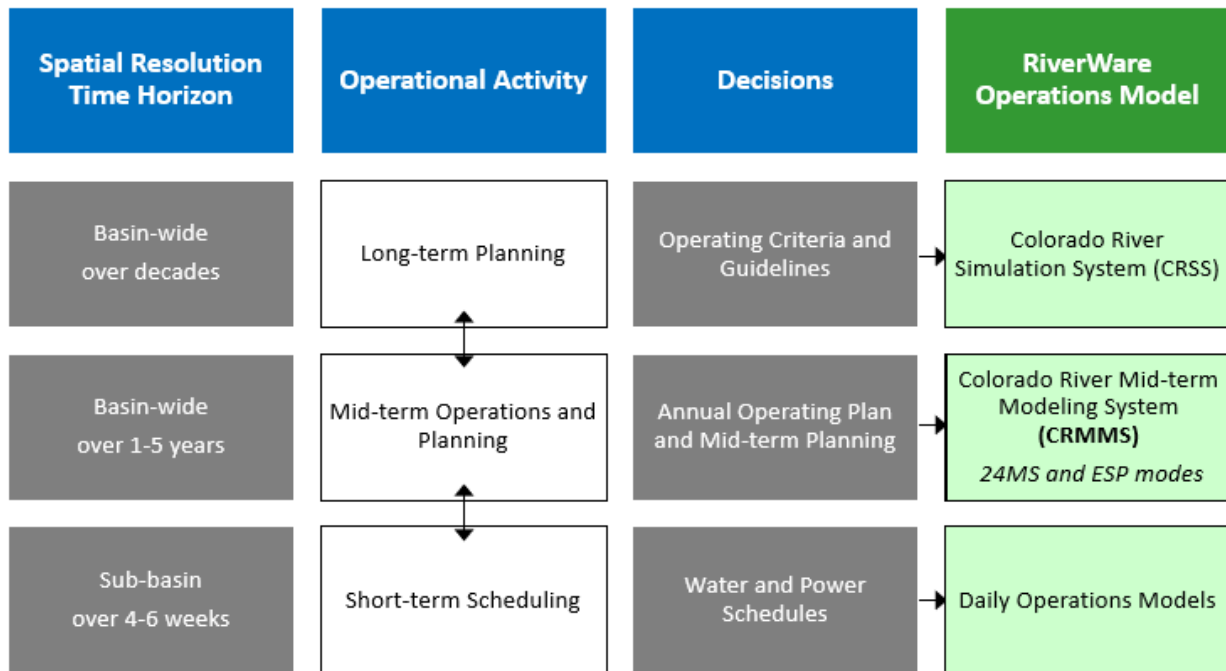 Spatial Resolution
Time Horizon
Operational Activity
Decisions
RiverWare
Operations Model
Basin-wide
over decades
Long-term Planning
Operating Criteria and
Guidelines
Colorado River
Simulation System (CRSS)
Basin-wide
over 1-5 years
Mid-term Operations and
Planning
Annual Operating Plan
and Mid-term Planning
Colorado River Mid-term
Modeling System
(CRMMS)
24MS and ESP modes
Sub-basin
over 4-6 weeks
Short-term Scheduling
Water and Power
Schedules
Daily Operations Models